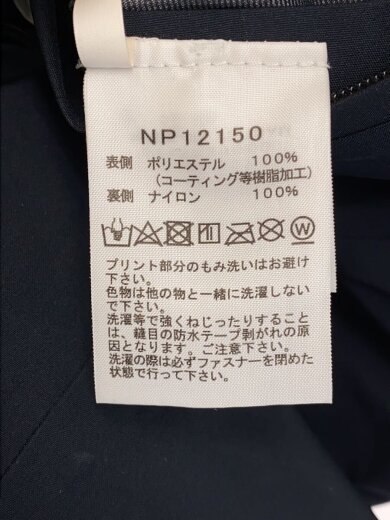 NP12150
表側 ポリエステル 100%
(コーティング等樹脂加工)
裏側 ナイロン 100%
W
プリント部分のもみ洗いはお避け
下さい。
色物は他の物と一緒に洗濯しない
で下さい。
洗濯等で強くねじったりすること
は、縫目の防水テープ剥がれの原
因となります。ご注意下さい。
洗濯の際は必ずファスナーを閉めた
状態で行って下さい。